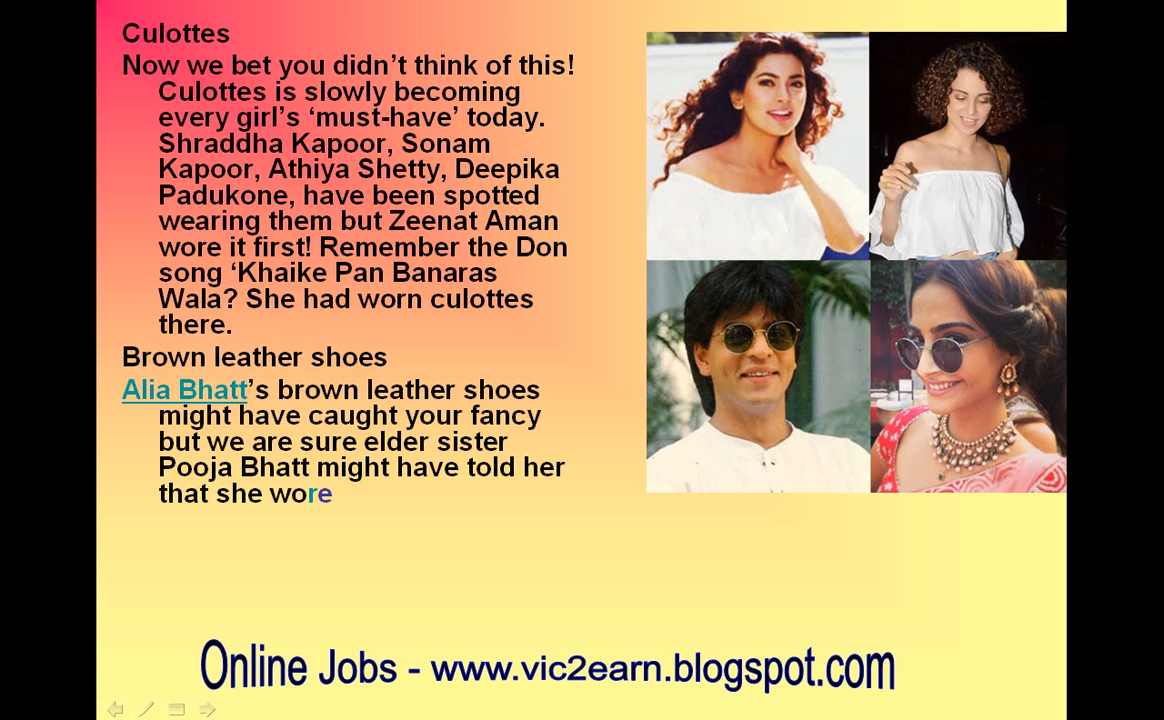 Culottes
Now we bet you didn’t think of this!
Culottes is slowly becoming
every girl’s ‘must-have’ today.
Shraddha Kapoor, Sonam
Kapoor, Athiya Shetty, Deepika
Padukone, have been spotted
wearing them but Zeenat Aman
wore it first! Remember the Don
song ‘Khaike Pan Banaras
Wala? She had worn culottes
there.
Brown leather shoes
Alia Bhatt’s brown leather shoes
might have caught your fancy
but we are sure elder sister
Pooja Bhatt might have told her
that she wore
Online Jobs - www.vic2earn.blogspot.com